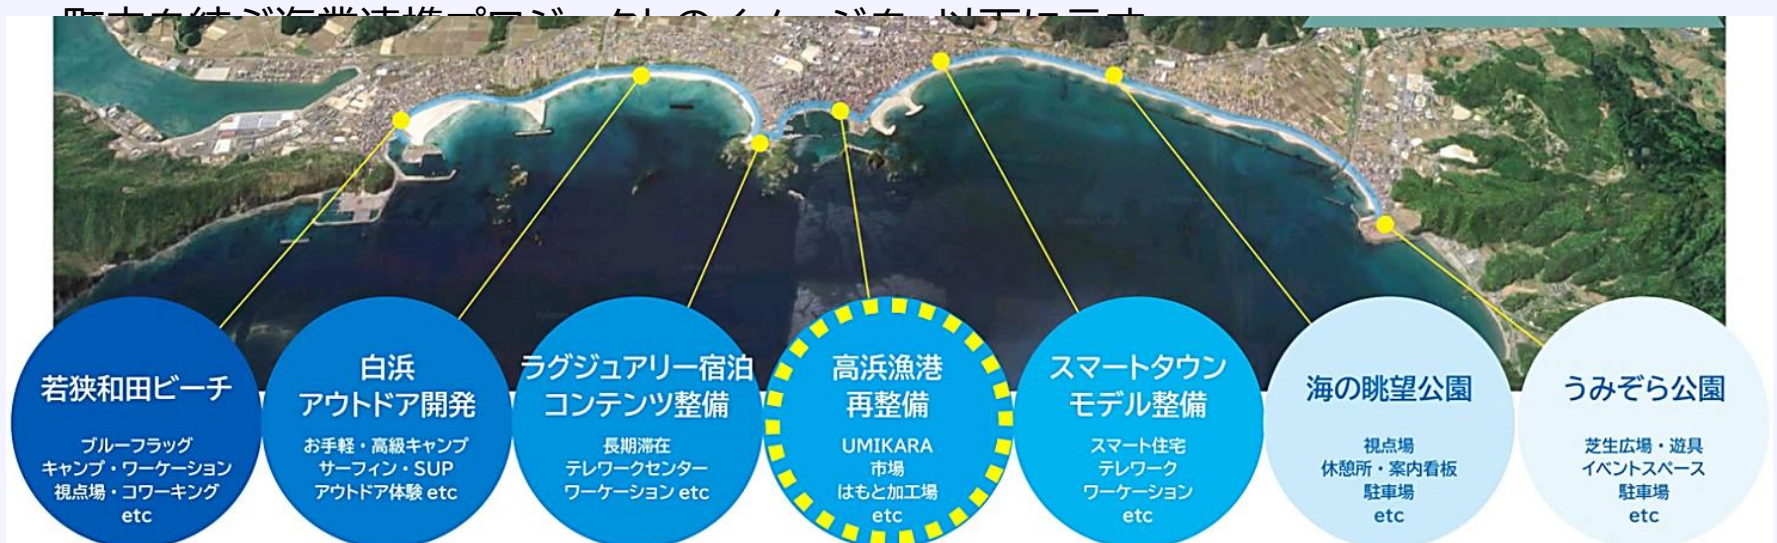 若狭和田ビーチ
ブルーフラッグ
キャンプ・ワーケーション
視点場・コワーキング
etc
白浜
アウトドア開発
お手軽・高級キャンプ
サーフィン・SUP
アウトドア体験 etc
ラグジュアリー宿泊
コンテンツ整備
長期滞在
テレワークセンター
ワーケーション etc
高浜漁港
再整備
UMIKARA
市場
はもと加工場
etc
スマートタウン
モデル整備
スマート住宅
テレワーク
ワーケーション
etc
海の眺望公園
視点場
休憩所・案内看板
駐車場
etc
うみぞら公園
芝生広場・遊具
イベントスペース
駐車場
etc